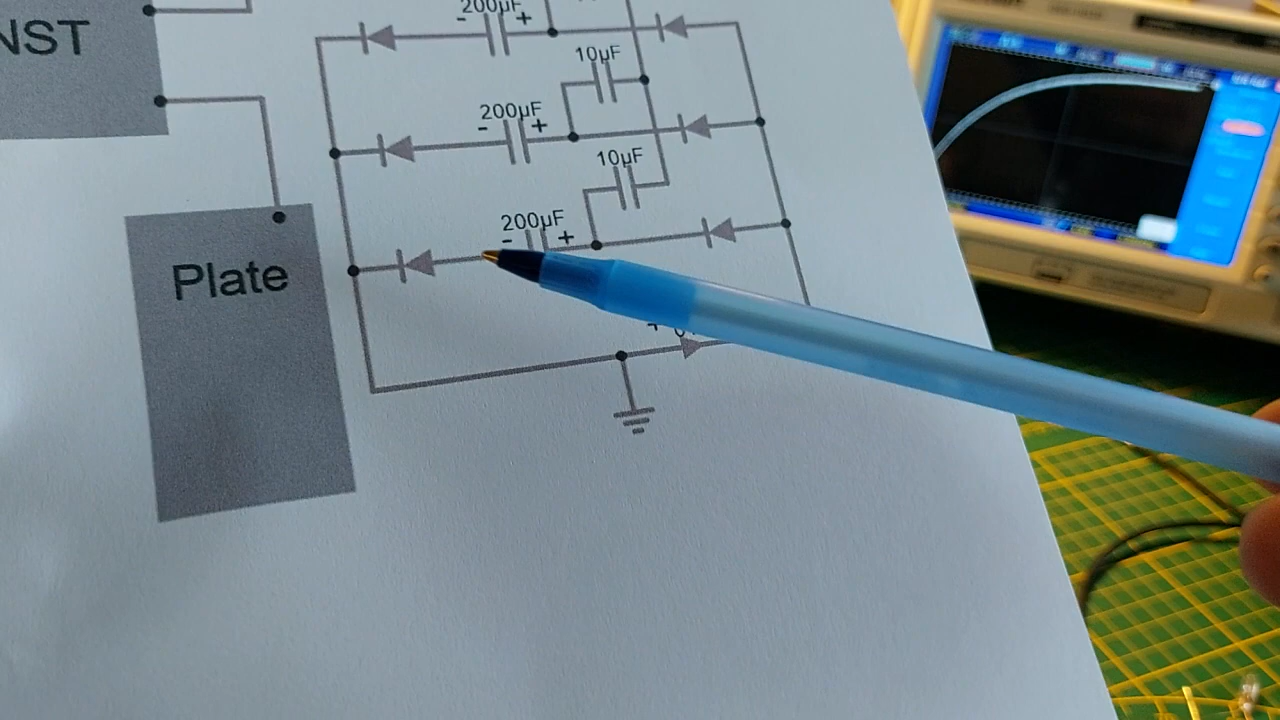 NST
200µF
- +
10µF
200µF
- +
10µF
200µF
- +
Plate
+